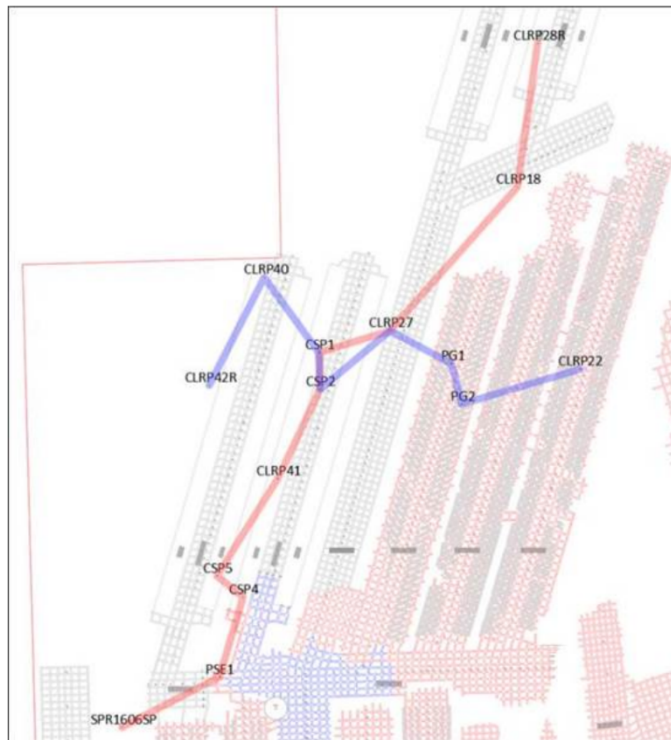 CLRP28R
CLRP18
CLRP40
CLRP27
CSP1
PG1
CLRP22
CLRP42R
CSP2
PG2
CLRP41
CSP5
CSP4
PSE1
SPR1606SP